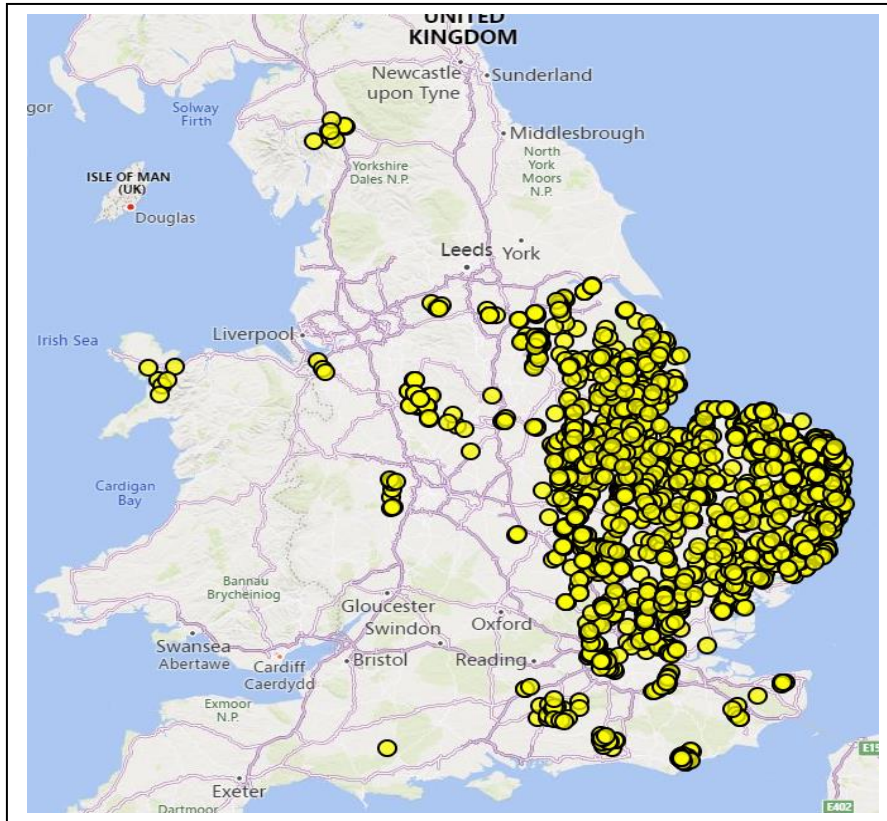 UNITED
KINGDOM
Newcastle
upon Tyne
Sunderland
gor
Solway
Firth
Middlesbrough
North
York
Moors
N.P.
Yorkshire
Dales N.P.
ISLE OF MAN
(UK)
Douglas
Leeds
York
Irish Sea
Liverpool
Cardigan
Bay
Bannau
Brycheiniog
Gloucester
Oxford
Swindon
Swansea
Abertawe
Cardiff
Caerdydd
Bristol
Reading
Exmoor
N.P.
E15
Exeter
E402
Dartmoor